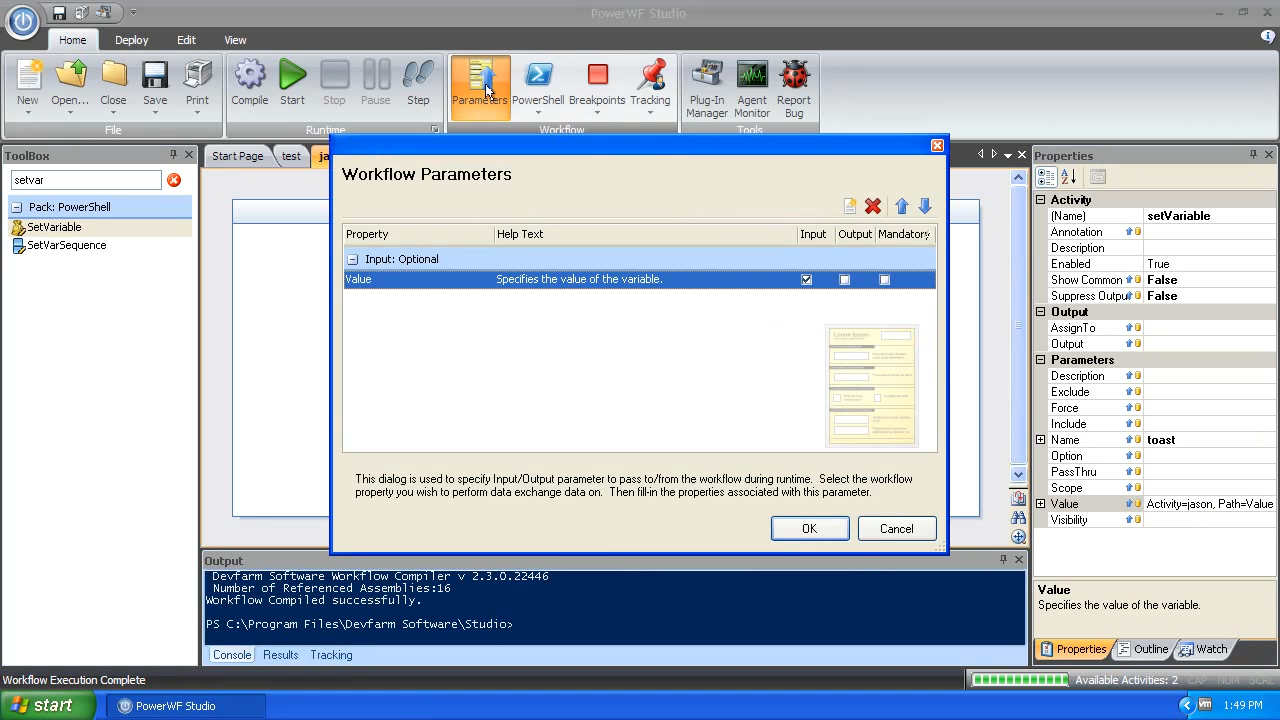 PowerWF Studio
Home Deploy Edit View
New Open... Close Save Print Compile Start Stop Pause Step Parameters PowerShell Breakpoints Tracking Plug-In Manager Agent Monitor Report Bug
File Runtime Workflow Tools
ToolBox
setvar
Pack: PowerShell
SetVariable
SetVarSequence
Start Page test ja
Workflow Parameters
Property Help Text Input Output Mandatory
Input: Optional
Value Specifies the value of the variable.
This dialog is used to specify Input/Output parameter to pass to/from the workflow during runtime. Select the workflow
property you wish to perform data exchange data on. Then fill-in the properties associated with this parameter.
OK Cancel
Properties
Activity
(Name) setVariable
Annotation
Description
Enabled True
Show Common False
Suppress Outpu False
Output
AssignTo
Output
Parameters
Description
Exclude
Force
Include
Name toast
Option
PassThru
Scope
Value Activity=jason, Path=Value
Visibility
Value
Specifies the value of the variable.
Properties Outline Watch
Output
Devfarm Software Workflow Compiler v 2.3.0.22446
Number of Referenced Assemblies:16
Workflow Compiled successfully.
PS C:\Program Files\Devfarm Software\Studio>
Console Results Tracking
Workflow Execution Complete Available Activities: 2 CAP NUM SCRL
start PowerWF Studio 1:49 PM